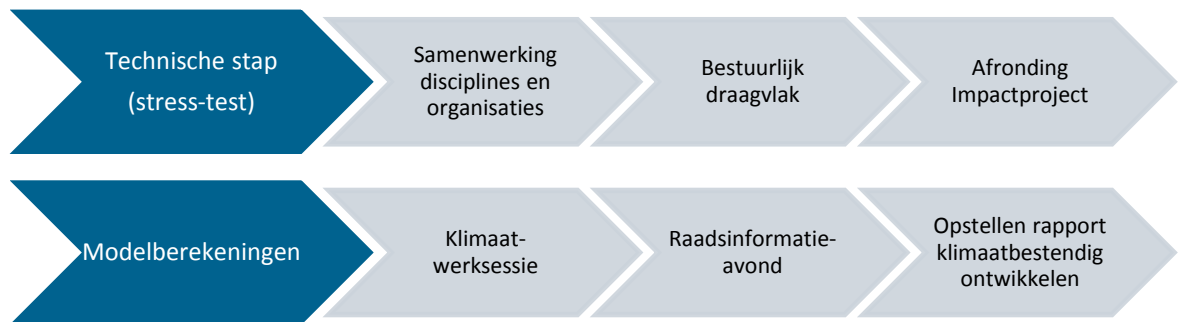 Technische stap
(stress-test)
Samenwerking
disciplines en
organisaties
Bestuurlijk
draagvlak
Afronding
Impactproject
Modelberekeningen
Klimaat-
werksessie
Raadsinformatie-
avond
Opstellen rapport
klimaatbestendig
ontwikkelen